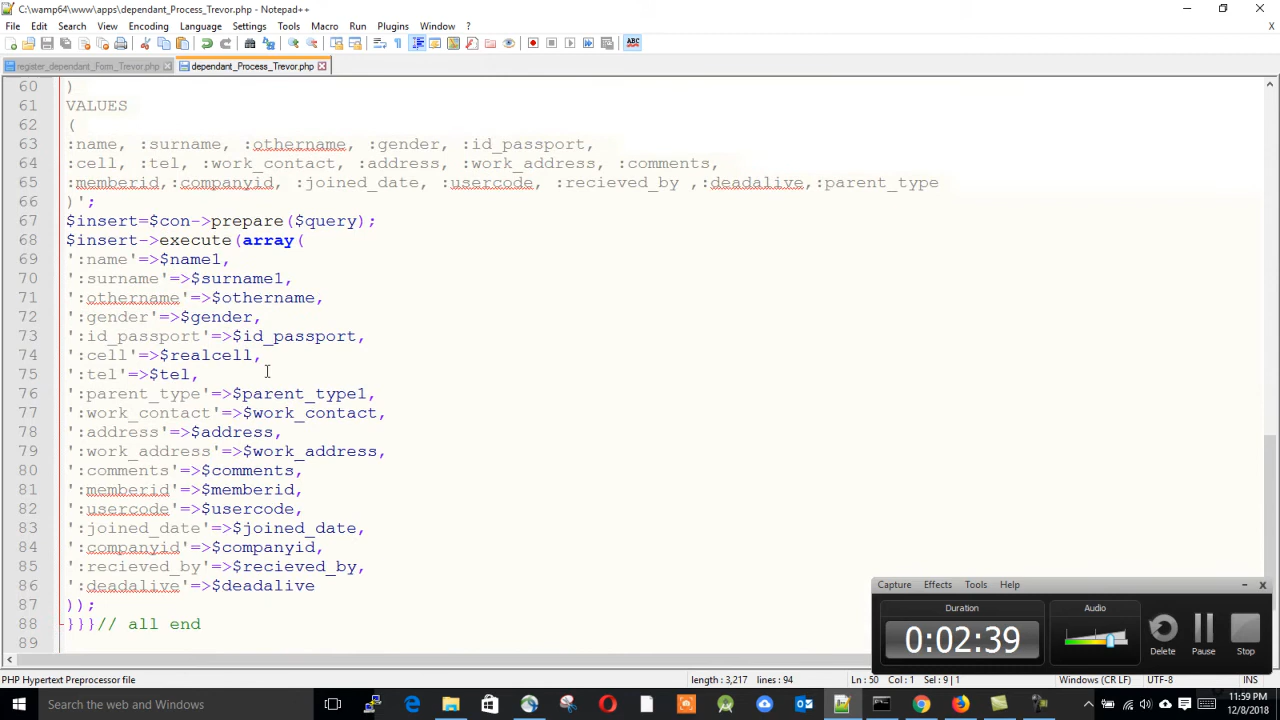 C:\wamp64\www\apps\dependant_Process_Trevor.php - Notepad++
File Edit Search View Encoding Language Settings Tools Macro Run Plugins Window ?
X
register_dependant_Form_Trevor.php dependant_Process_Trevor.php
ABC
60 )
61 VALUES
62 (
63 :name, :surname, :othername, :gender, :id_passport,
64 :cell, :tel, :work_contact, :address, :work_address, :comments,
65 :memberid,:companyid, :joined_date, :usercode, :recieved_by ,:deadalive,:parent_type
66 )';
67 $insert=$con->prepare($query);
68 $insert->execute(array(
69 ':name'=>$name1,
70 ':surname'=>$surname1,
71 ':othername'=>$othername,
72 ':gender'=>$gender,
73 ':id_passport'=>$id_passport,
74 ':cell'=>$realcell,
75 ':tel'=>$tel,
76 ':parent_type'=>$parent_type1,
77 ':work_contact'=>$work_contact,
78 ':address'=>$address,
79 ':work_address'=>$work_address,
80 ':comments'=>$comments,
81 ':memberid'=>$memberid,
82 ':usercode'=>$usercode,
83 ':joined_date'=>$joined_date,
84 ':companyid'=>$companyid,
85 ':recieved_by'=>$recieved_by,
86 ':deadalive'=>$deadalive
87 ));
88 }}}// all end
89
Capture Effects Tools Help
Duration Audio
0:02:39
Delete Pause Stop
PHP Hypertext Preprocessor file length : 3,217 lines : 94 Ln : 50 Col : 1 Sel : 9 | 1 Windows (CR LF) UTF-8 INS
Search the web and Windows
11:59 PM
12/8/2018